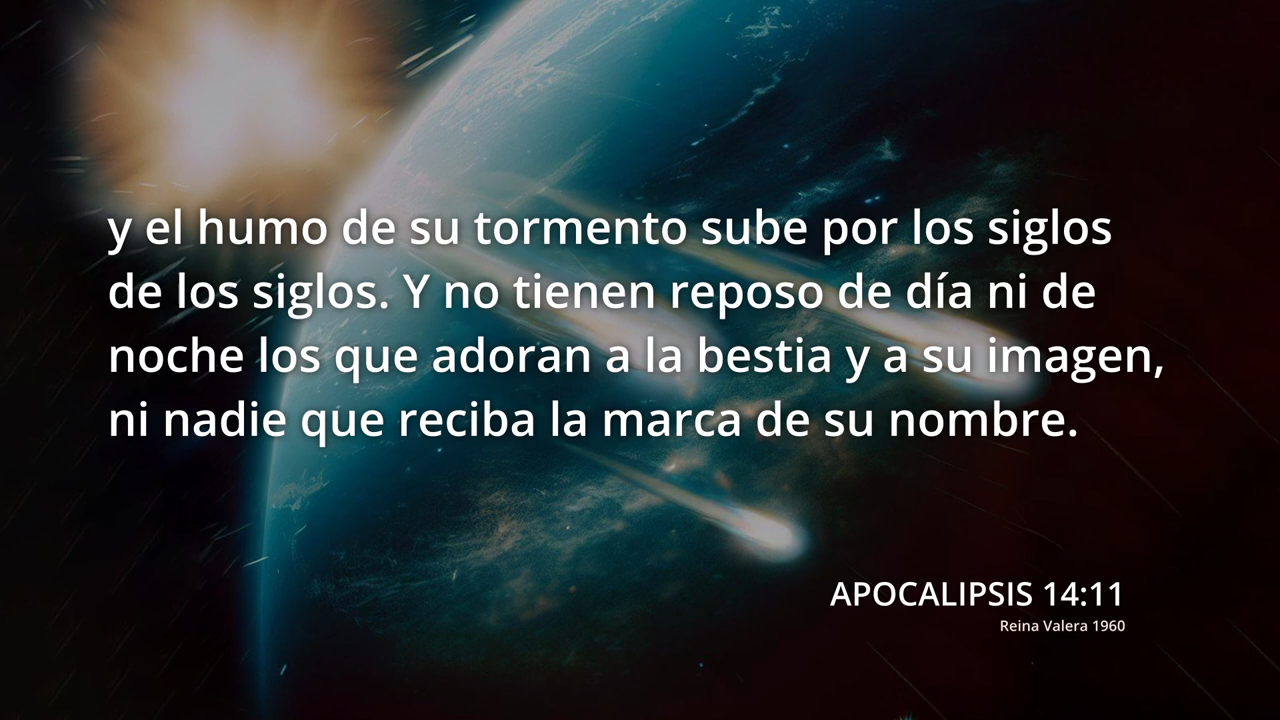 y el humo de su tormento sube por los siglos
de los siglos. Y no tienen reposo de día ni de
noche los que adoran a la bestia y a su imagen,
ni nadie que reciba la marca de su nombre.
APOCALIPSIS 14:11
Reina Valera 1960